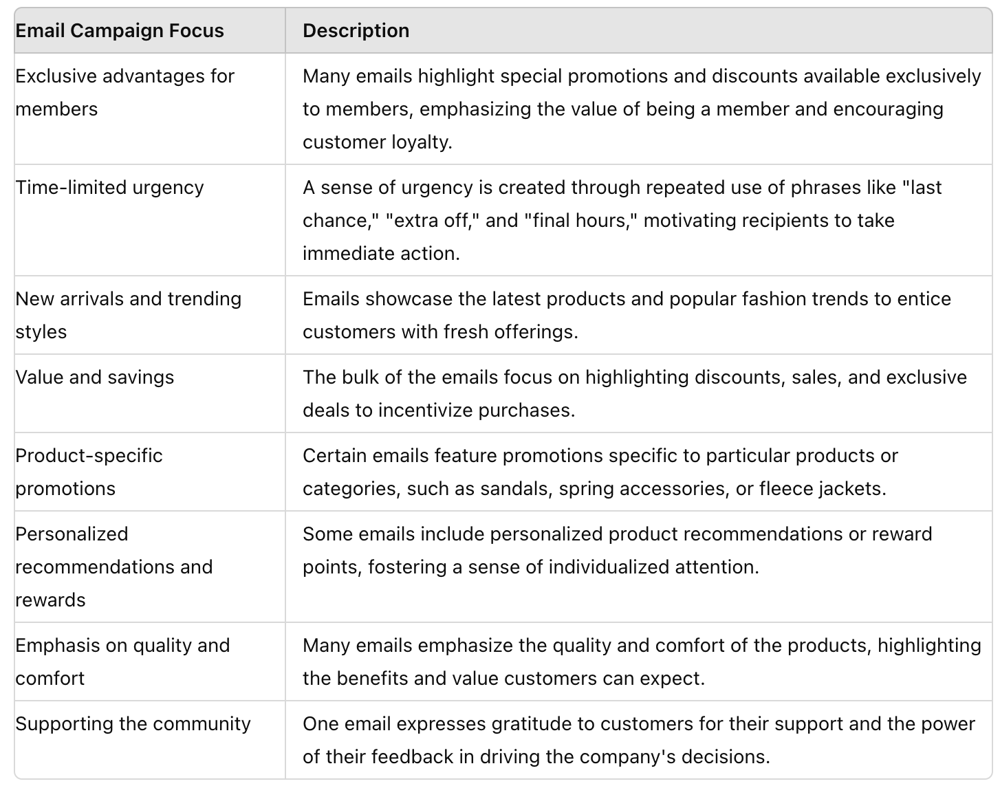 Email Campaign Focus
Description
Exclusive advantages for
members
Many emails highlight special promotions and discounts available exclusively
to members, emphasizing the value of being a member and encouraging
customer loyalty.
Time-limited urgency
A sense of urgency is created through repeated use of phrases like "last
chance," "extra off," and "final hours," motivating recipients to take
immediate action.
New arrivals and trending
styles
Emails showcase the latest products and popular fashion trends to entice
customers with fresh offerings.
Value and savings
The bulk of the emails focus on highlighting discounts, sales, and exclusive
deals to incentivize purchases.
Product-specific
promotions
Certain emails feature promotions specific to particular products or
categories, such as sandals, spring accessories, or fleece jackets.
Personalized
recommendations and
rewards
Some emails include personalized product recommendations or reward
points, fostering a sense of individualized attention.
Emphasis on quality and
comfort
Many emails emphasize the quality and comfort of the products, highlighting
the benefits and value customers can expect.
Supporting the community
One email expresses gratitude to customers for their support and the power
of their feedback in driving the company's decisions.